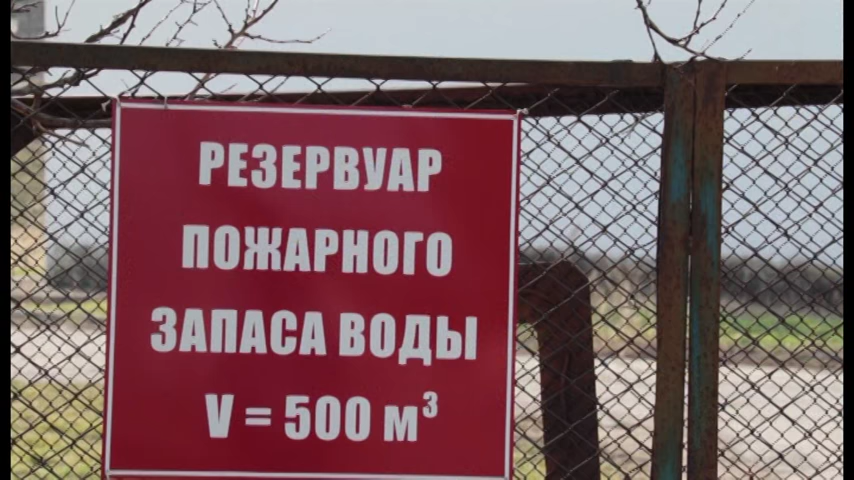 РЕЗЕРВУАР
ПОЖАРНОГО
ЗАПАСА ВОДЫ
V = 500 м³